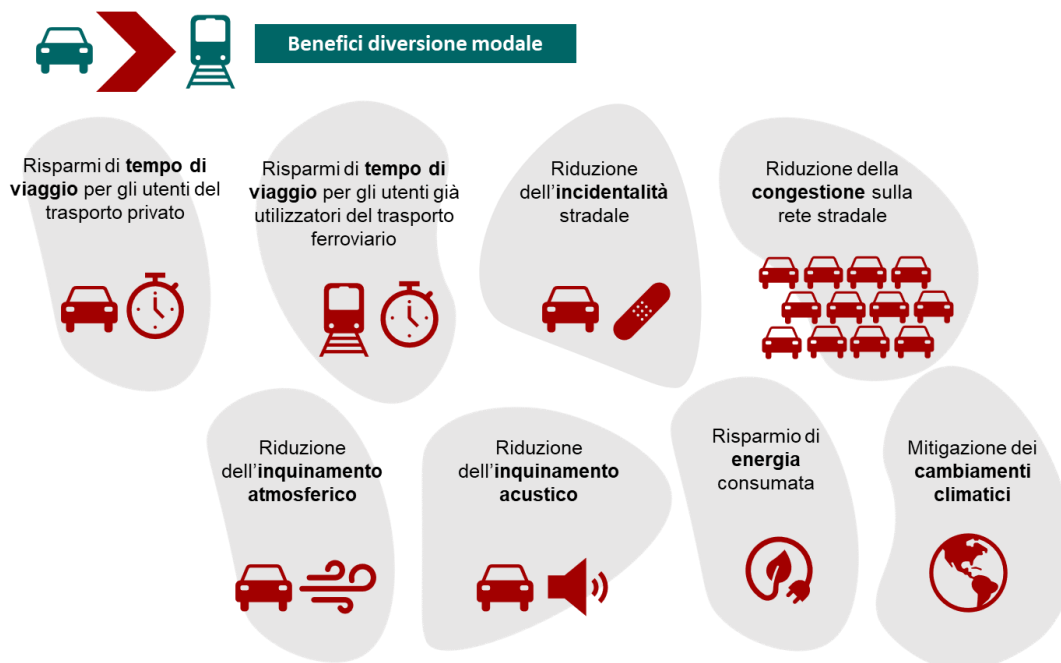 Benefici diversione modale
Risparmi di tempo di
viaggio per gli utenti del
trasporto privato
Risparmi di tempo di
viaggio per gli utenti già
utilizzatori del trasporto
ferroviario
Riduzione
dell'incidentalità
stradale
Riduzione della
congestione sulla
rete stradale
Riduzione
dell'inquinamento
atmosferico
Riduzione
dell'inquinamento
acustico
Risparmio di
energia
consumata
Mitigazione dei
cambiamenti
climatici